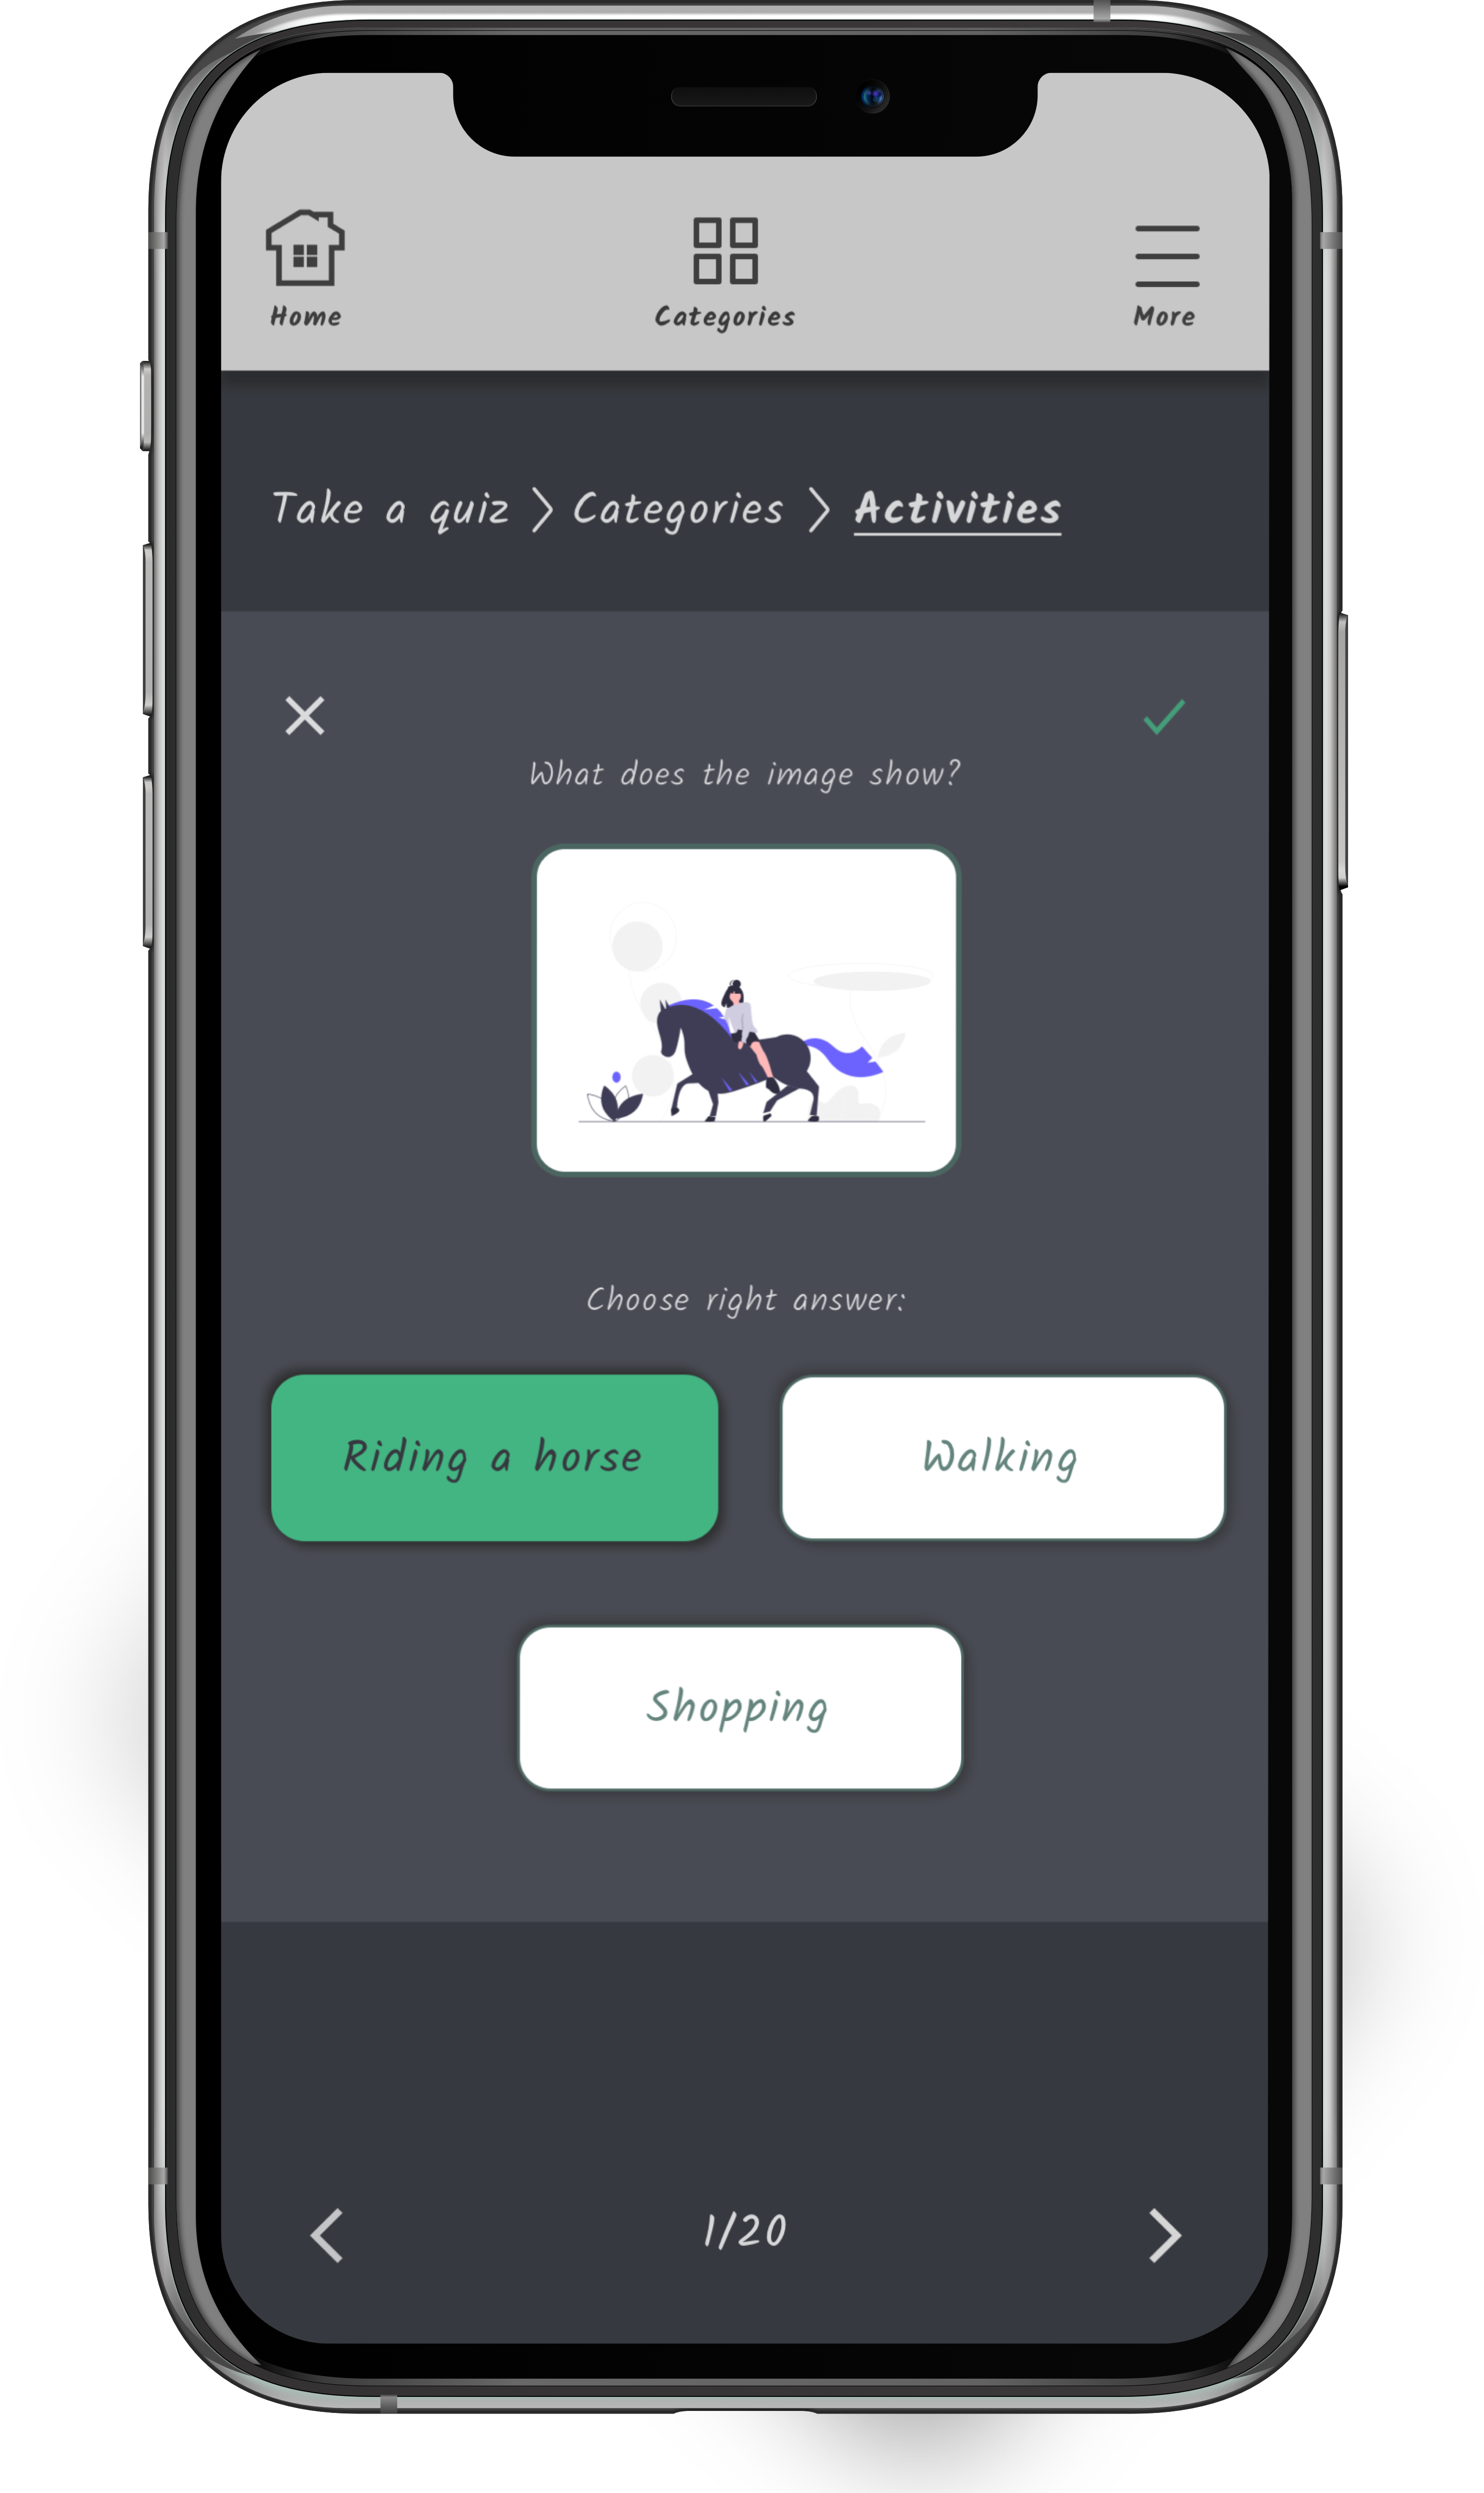 Home Categories More
Take a quiz > Categories > Activities
What does the image show?
Choose right answer:
Riding a horse Walking
Shopping
1/20